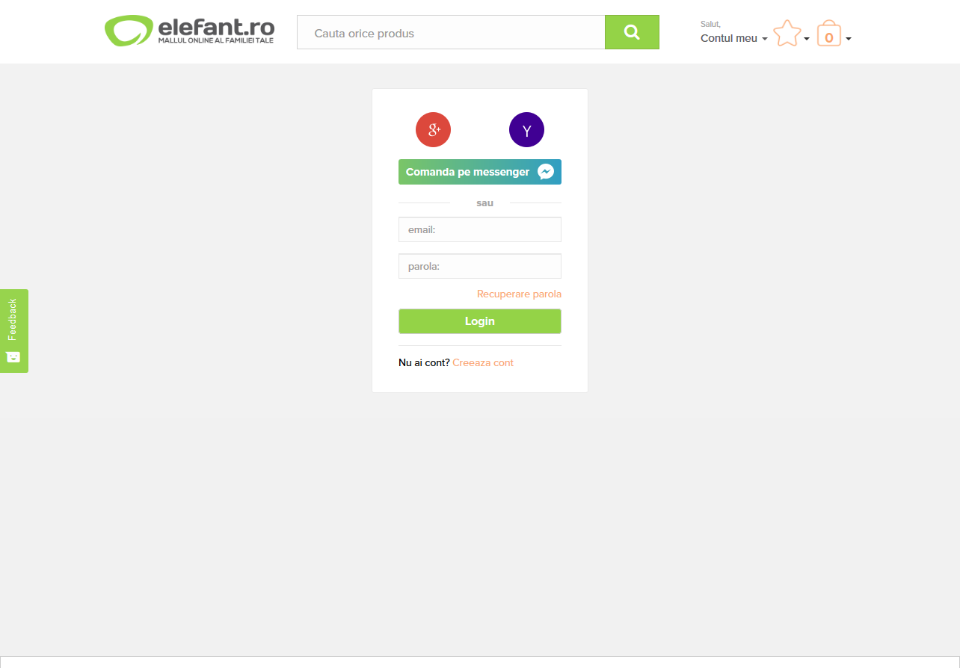 elefant.ro
MALLUL ONLINE AL FAMILIEI TALE
Cauta orice produs
Salut,
Contul meu
0
g+
Y
Comanda pe messenger
sau
email:
parola:
Recuperare parola
Login
Nu ai cont? Creeaza cont
Feedback